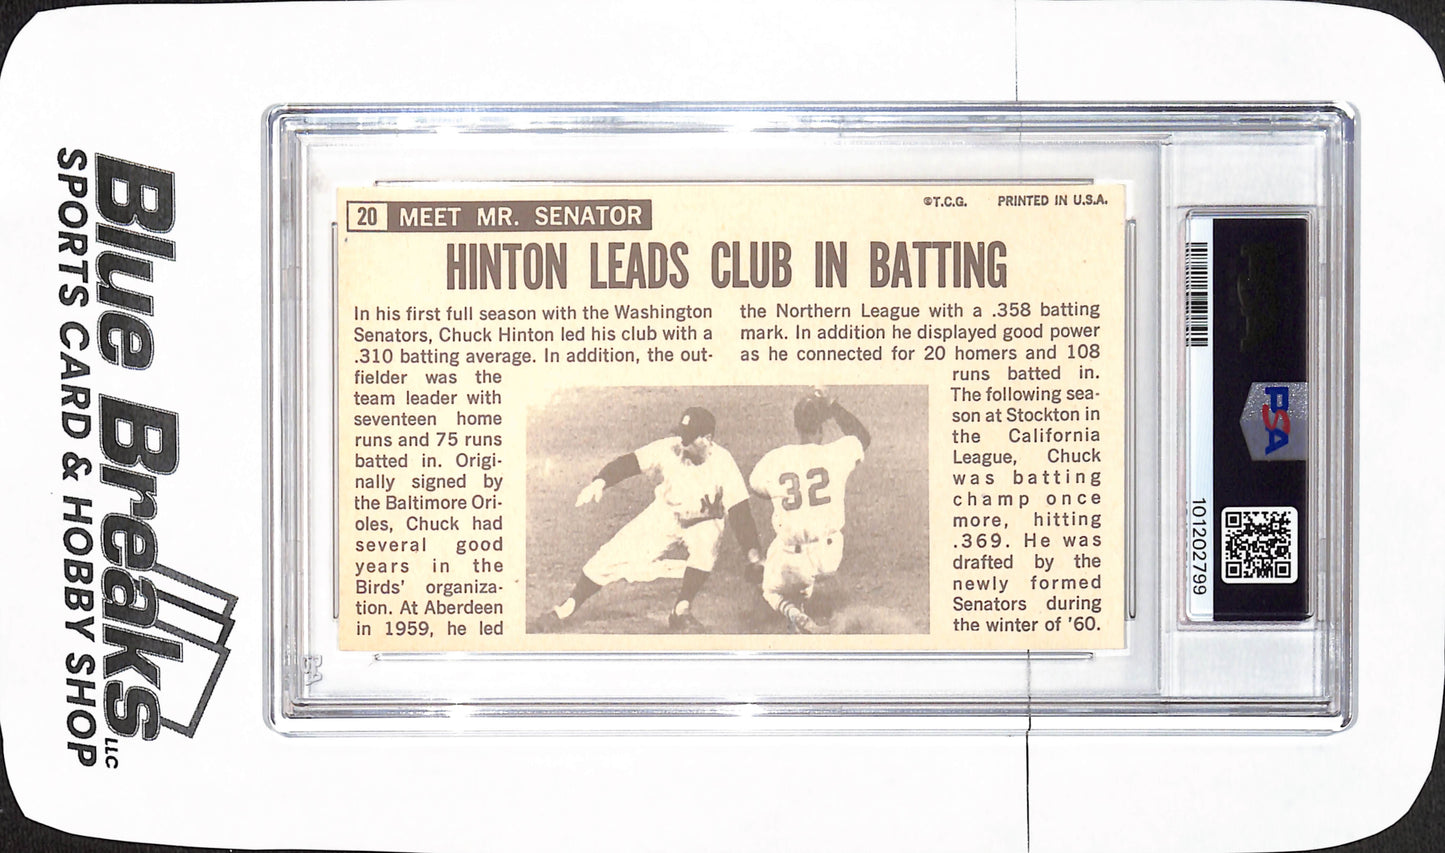 Blue Breaks LLC
SPORTS CARD & HOBBY SHOP
20 MEET MR. SENATOR
©T.C.G. PRINTED IN U.S.A.
HINTON LEADS CLUB IN BATTING
In his first full season with the Washington
Senators, Chuck Hinton led his club with a
.310 batting average. In addition, the out-
fielder was the
team leader with
seventeen home
runs and 75 runs
batted in. Origi-
nally signed by
the Baltimore Ori-
oles, Chuck had
several good
years in the
Birds' organiza-
tion. At Aberdeen
in 1959, he led
the Northern League with a .358 batting
mark. In addition he displayed good power
as he connected for 20 homers and 108
runs batted in.
The following sea-
son at Stockton in
the California
League, Chuck
was batting
champ once
more, hitting
.369. He was
drafted by the
newly formed
Senators during
the winter of '60.
32
PSA
101202799